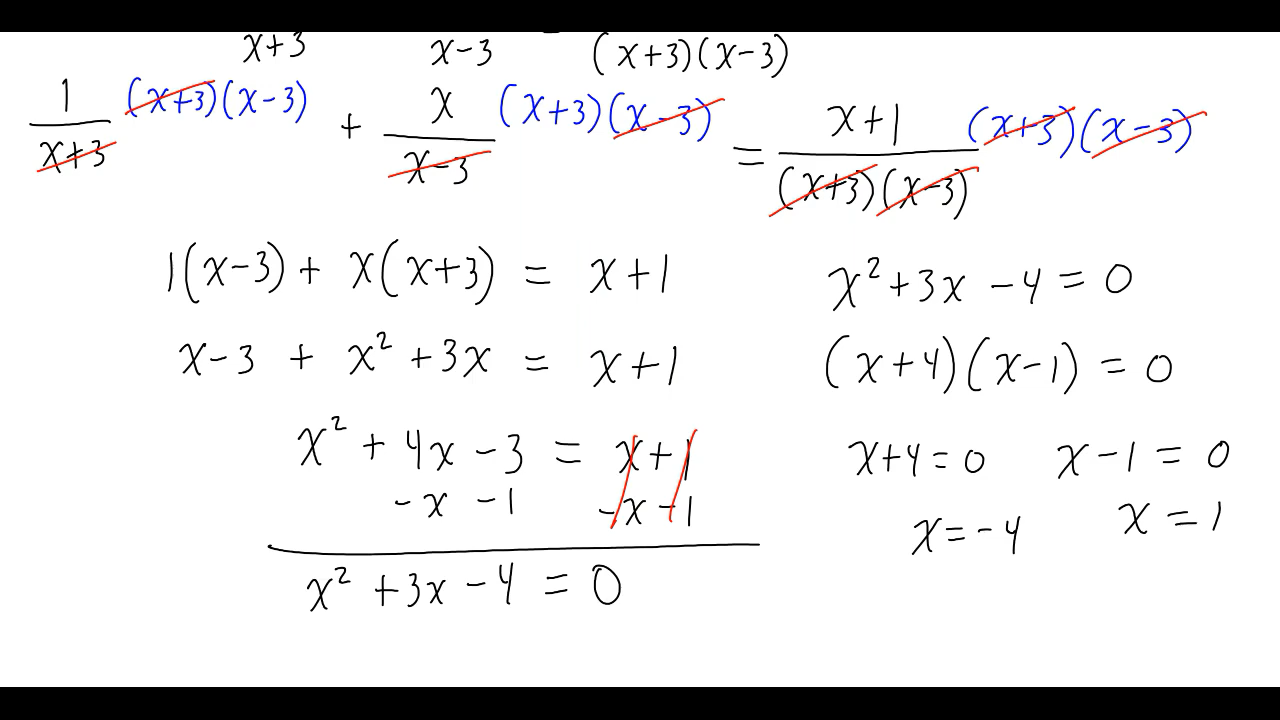 x+3 x-3 (x+3)(x-3)
1/(x+3) (x+3)(x-3) + x/(x-3) (x+3)(x-3) = (x+1)/((x+3)(x-3)) (x+3)(x-3)
1(x-3) + x(x+3) = x+1
x-3 + x² +3x = x+1
x² + 4x - 3 = x+1
-x -1 -x -1
x² +3x -4 = 0
x² +3x -4 = 0
(x+4)(x-1) = 0
x+4=0 x-1=0
x=-4 x=1